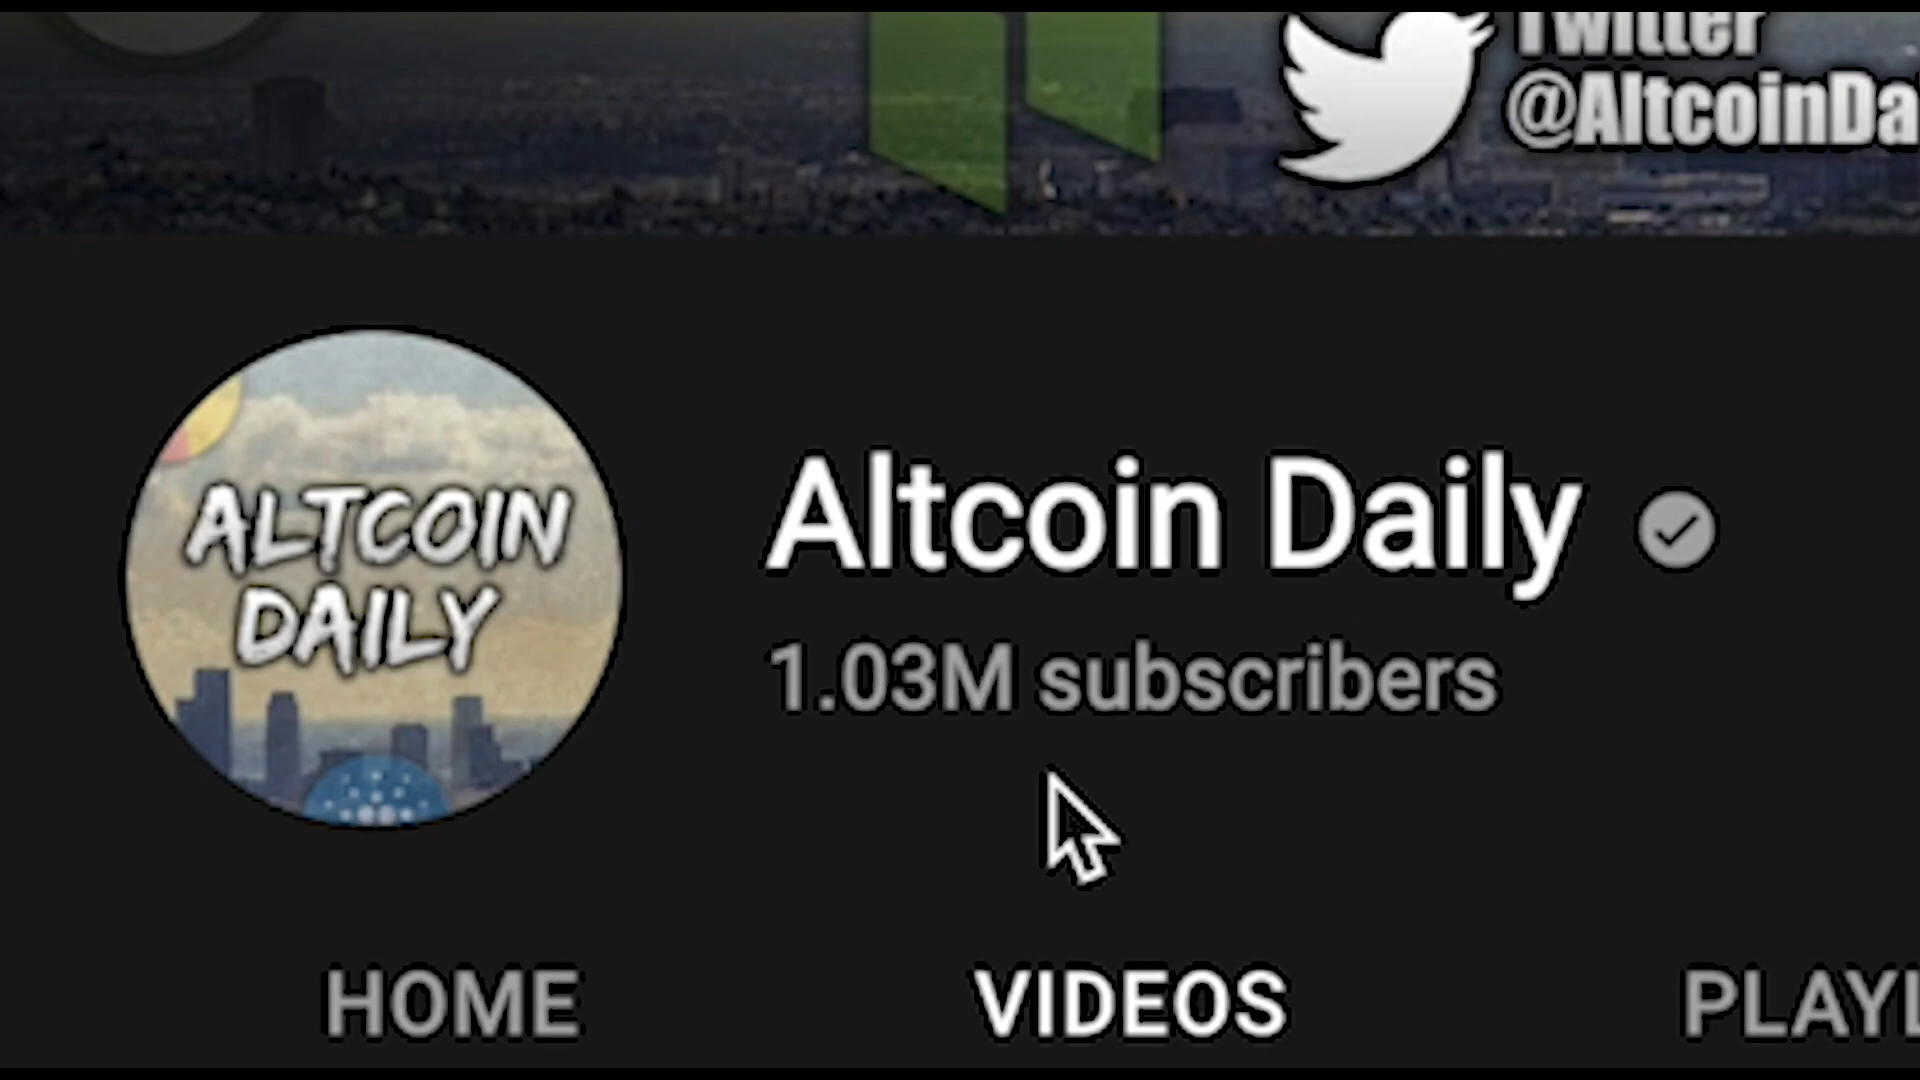 Twitter
@AltcoinDa
ALTCOIN
DAILY
Altcoin Daily
1.03M subscribers
HOME VIDEOS PLAYL